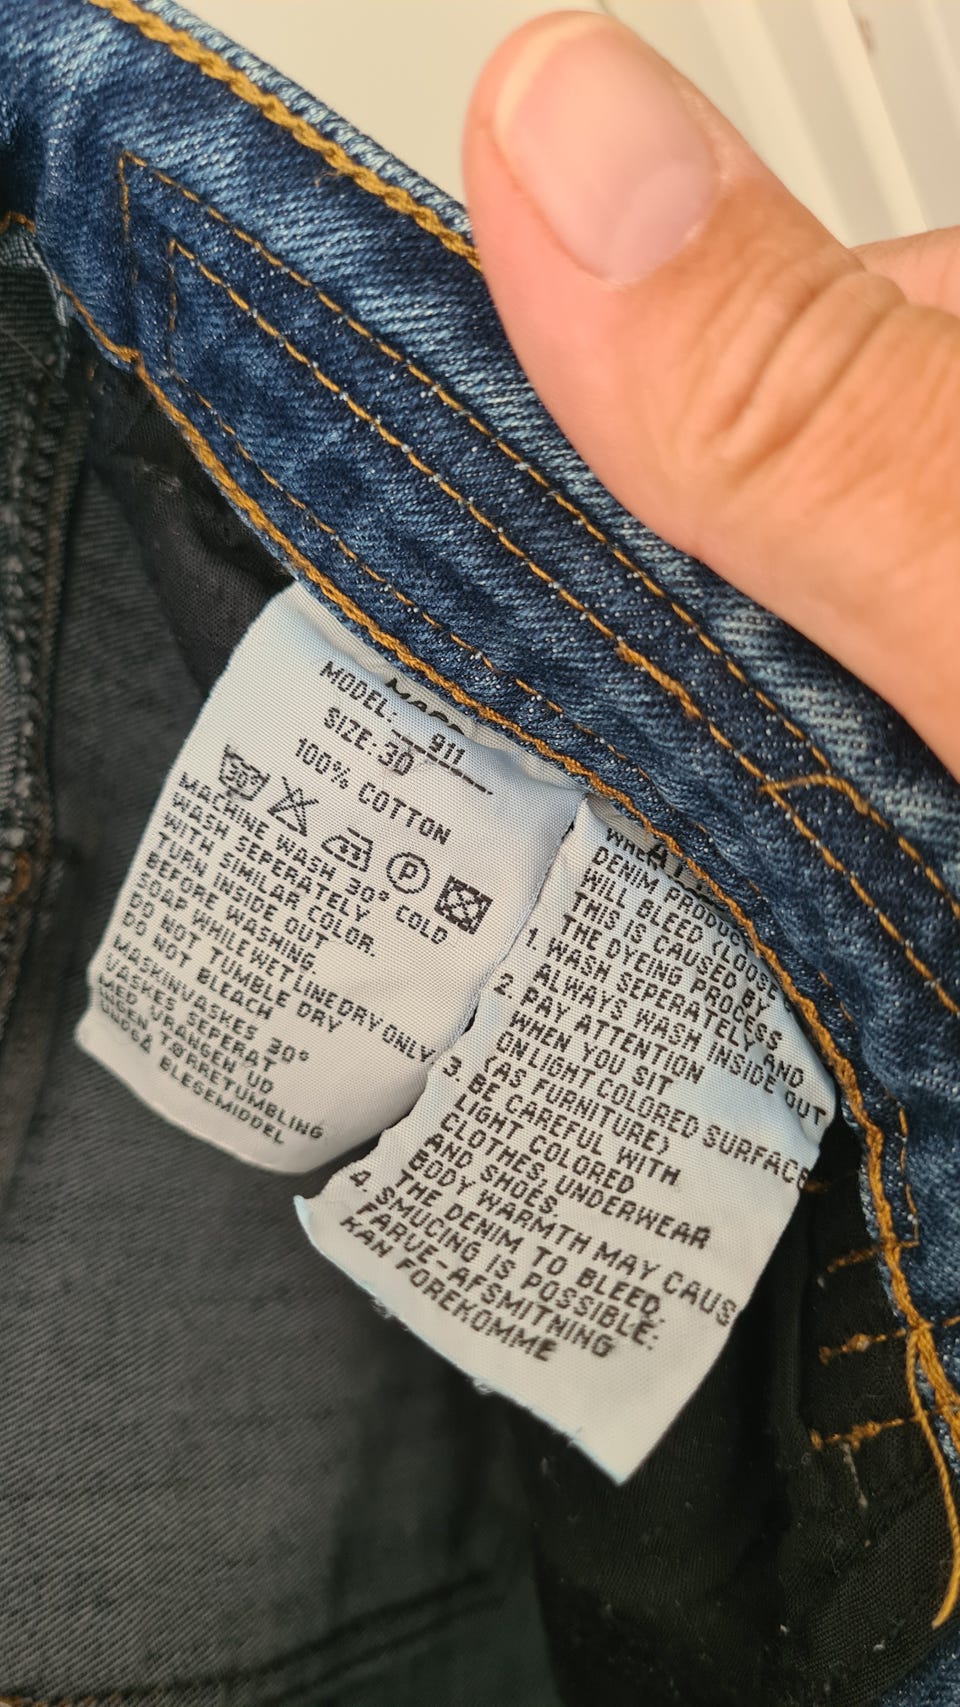 MODEL: 911
SIZE: 30
100% COTTON
30°
P
MACHINE WASH 30° COLD
WASH SEPERATELY
WITH SIMILAR COLOR.
TURN INSIDE OUT
BEFORE WASHING.
SOAP WHILE WET LINE DRY ONLY
DO NOT TUMBLE DRY
DO NOT BLEACH
MASKINVASKES 30°
VASKES SEPERAT
MED VRANGEN UD
INGEN TØRRETUMBLING
UNDGÅ BLEGEMIDDEL
DENIM PRODUC
WILL BLEED (LOOSE
THIS IS CAUSED BY
THE DYEING PROCESS
1. WASH SEPERATELY AND
ALWAYS WASH INSIDE OUT
2. PAY ATTENTION
WHEN YOU SIT
ON LIGHT COLORED SURFACE
(AS FURNITURE)
3. BE CAREFUL WITH
LIGHT COLORED
CLOTHES, UNDERWEAR
AND SHOES.
BODY WARMTH MAY CAUS
THE DENIM TO BLEED.
4. SMUCING IS POSSIBLE:
FARVE-AFSMITNING
KAN FOREKOMME